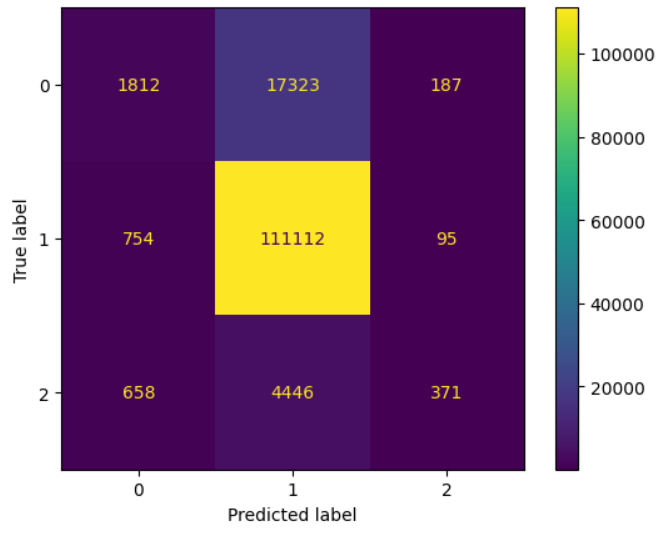 0 1812 17323 187
1 754 111112 95
2 658 4446 371
0 1 2
Predicted label
True label
100000
80000
60000
40000
20000